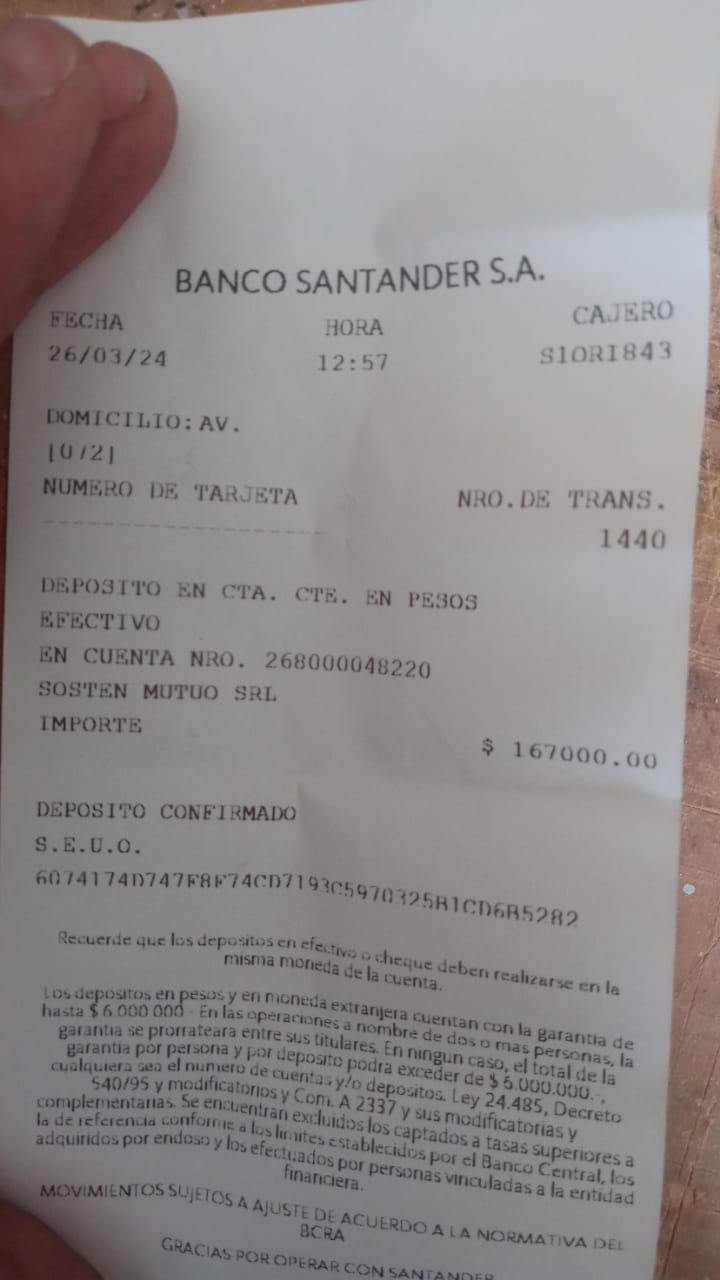 BANCO SANTANDER S.A.
FECHA HORA CAJERO
26/03/24 12:57 S1ORI843
DOMICILIO: AV.
[072]
NUMERO DE TARJETA NRO.DE TRANS.
--------------------- 1440
DEPOSITO EN CTA. CTE. EN PESOS
EFECTIVO
EN CUENTA NRO. 268000048220
SOSTEN MUTUO SRL
IMPORTE
$ 167000.00
DEPOSITO CONFIRMADO
S.E.U.O.
6074174D747F8F74CD7193C5970325B1CD6B5282
Recuerde que los depositos en efectivo o cheque deben realizarse en la
misma moneda de la cuenta.
Los depositos en pesos y en moneda extranjera cuentan con la garantia de
hasta $ 6.000.000 - En las operaciones a nombre de dos o mas personas, la
garantia se prorrateara entre sus titulares. En ningun caso, el total de la
garantia por persona y por deposito podra exceder de $ 6.000.000.-,
cualquiera sea el numero de cuentas y/o depositos. Ley 24.485, Decreto
540/95 y modificatorios y Com. A 2337 y sus modificatorias y
complementarias. Se encuentran excluidos los captados a tasas superiores a
la de referencia conforme a los limites establecidos por el Banco Central, los
adquiridos por endoso y los efectuados por personas vinculadas a la entidad
financiera.
MOVIMIENTOS SUJETOS A AJUSTE DE ACUERDO A LA NORMATIVA DEL
BCRA
GRACIAS POR OPERAR CON SANTANDER